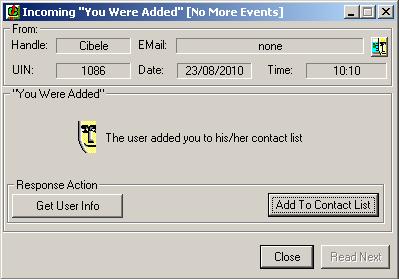 Incoming "You Were Added" [No More Events]
From:
Handle: Cibele EMail: none
UIN: 1086 Date: 23/08/2010 Time: 10:10
"You Were Added"
The user added you to his/her contact list
Response Action
Get User Info Add To Contact List
Close Read Next